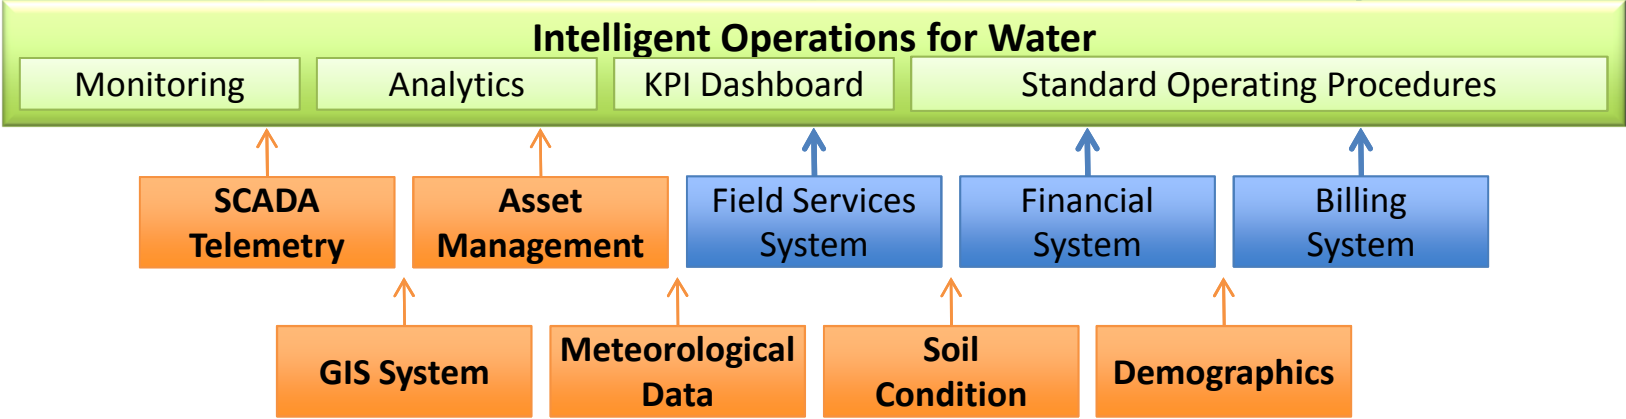 Intelligent Operations for Water
Monitoring
Analytics
KPI Dashboard
Standard Operating Procedures
SCADA
Telemetry
Asset
Management
Field Services
System
Financial
System
Billing
System
GIS System
Meteorological
Data
Soil
Condition
Demographics